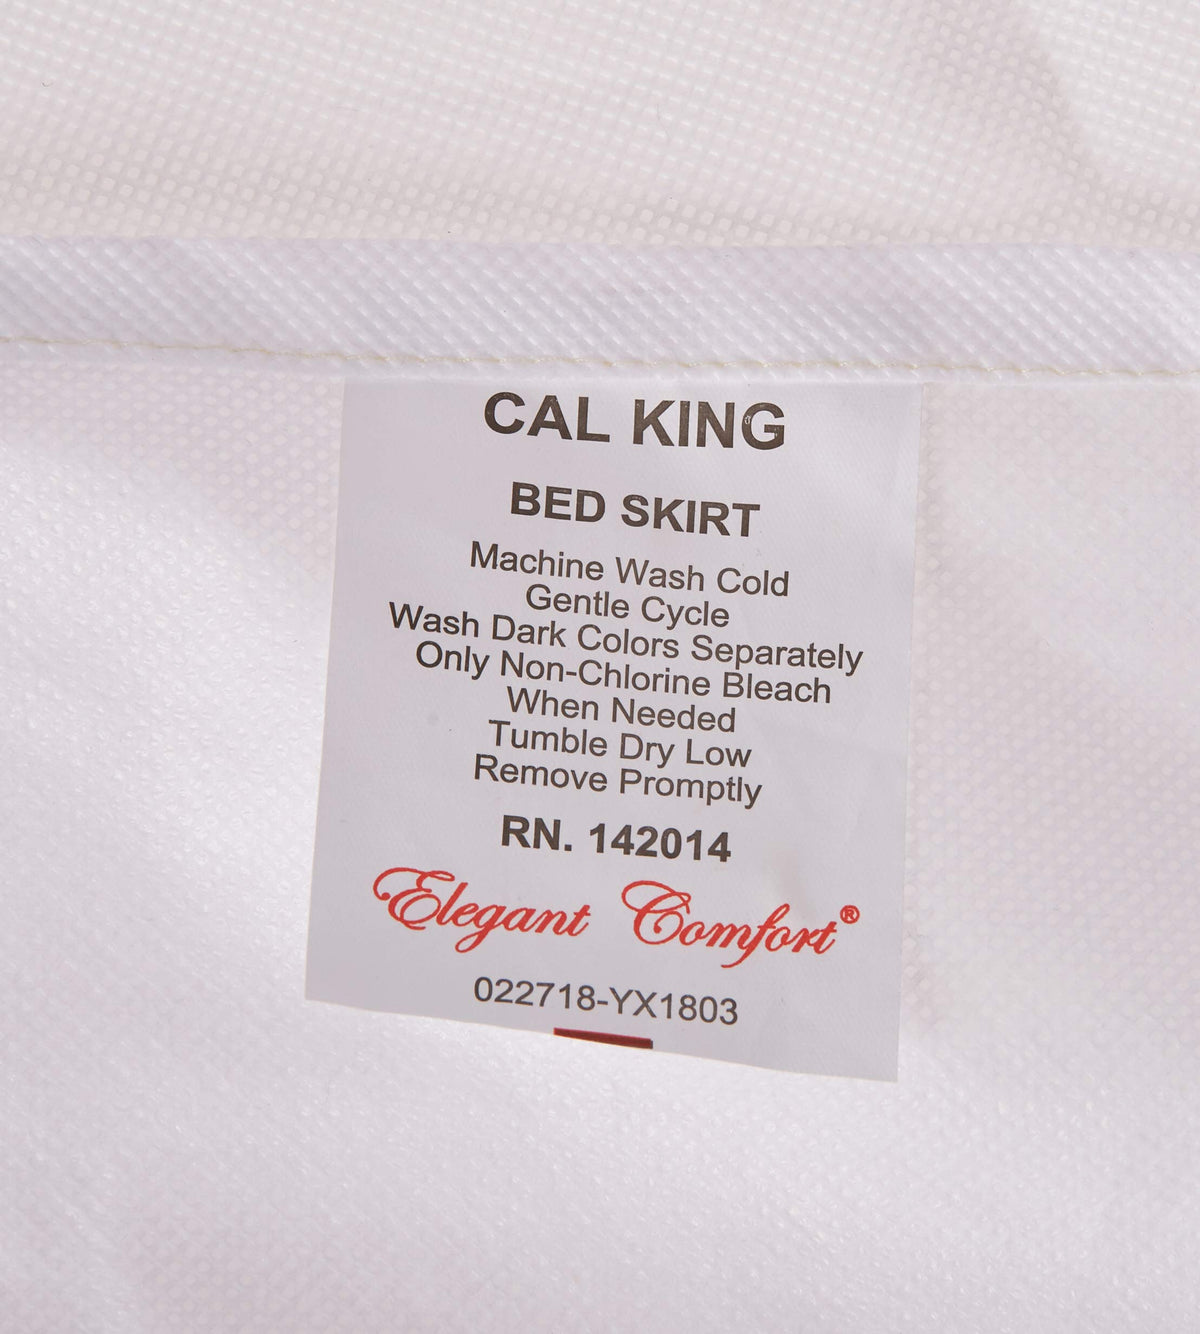 CAL KING
BED SKIRT
Machine Wash Cold
Gentle Cycle
Wash Dark Colors Separately
Only Non-Chlorine Bleach
When Needed
Tumble Dry Low
Remove Promptly
RN. 142014
Elegant Comfort®
022718-YX1803